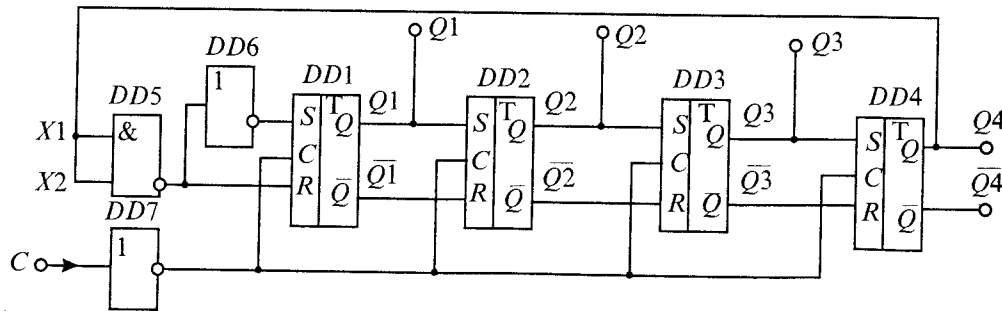 Q1 Q2 Q3
DD6
DD1 DD2 DD3 DD4
DD5
1
X1
X2
&
S T Q Q1
C
R Q̅ Q̅1̅
S T Q Q2
C
R Q̅ Q̅2̅
S T Q Q3
C
R Q Q̅3̅
S T Q Q4
C
R Q̅ Q̅4̅
DD7
C 1